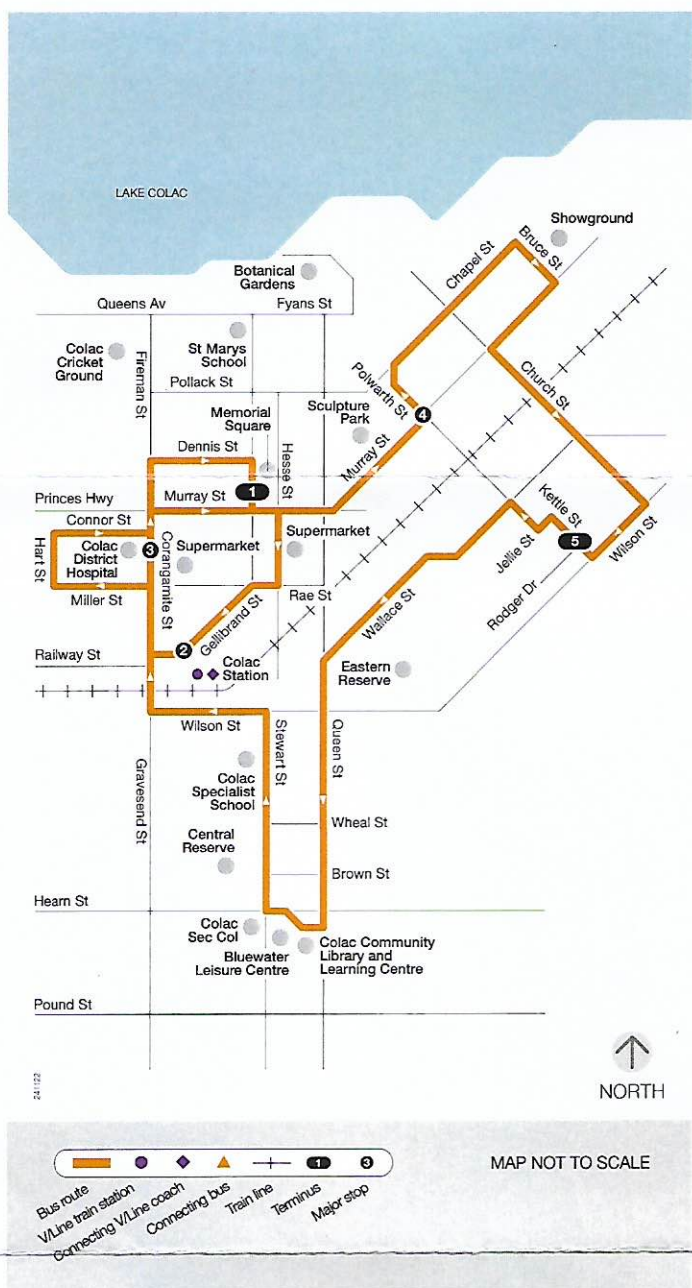 LAKE COLAC
Showground
Bruce St
Chapel St
Botanical
Gardens
Queens Av
Fyans St
Colac
Cricket
Ground
Fireman St
St Marys
School
Pollack St
Polwarth St
4
Church St
Memorial
Square
Sculpture
Park
Dennis St
Hesse St
Murray St
Princes Hwy
Murray St
1
Connor St
Kettle St
Hart St
Colac
District
Hospital
3
Corangamite St
Supermarket
Supermarket
Jellie St
5
Wilson St
Miller St
Gellibrand St
Rae St
Wallace St
Rodger Dr
Railway St
2
Colac
Station
Eastern
Reserve
Wilson St
Stewart St
Queen St
Gravesend St
Colac
Specialist
School
Wheal St
Central
Reserve
Brown St
Hearn St
Colac
Sec Col
Bluewater
Leisure Centre
Colac Community
Library and
Learning Centre
Pound St
241122
NORTH
MAP NOT TO SCALE
1
3
Bus route
V/Line train station
Connecting V/Line coach
Connecting bus
Train line
Terminus
Major stop